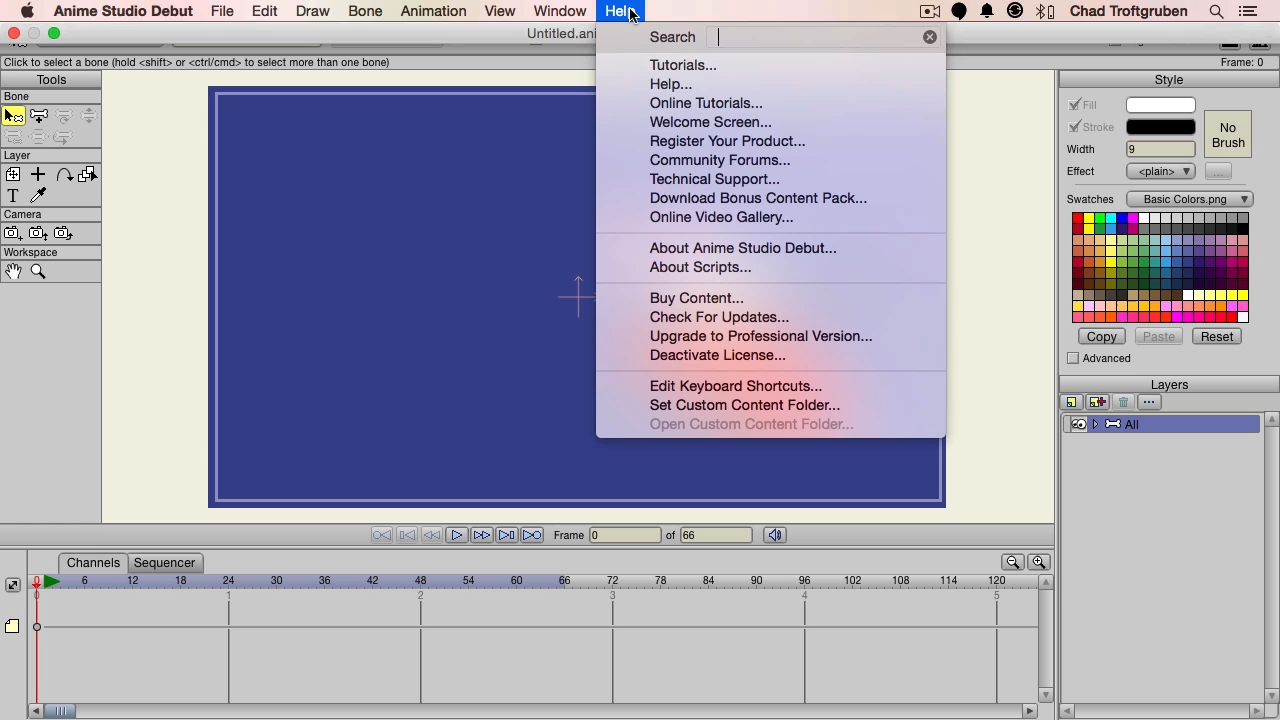 Anime Studio Debut File Edit Draw Bone Animation View Window Help Chad Troftgruben
Untitled.ani
Click to select a bone (hold <shift> or <ctrl/cmd> to select more than one bone) Frame: 0
Tools
Bone
Layer
T
Camera
Workspace
Search
Tutorials...
Help...
Online Tutorials...
Welcome Screen...
Register Your Product...
Community Forums...
Technical Support...
Download Bonus Content Pack...
Online Video Gallery...
About Anime Studio Debut...
About Scripts...
Buy Content...
Check For Updates...
Upgrade to Professional Version...
Deactivate License...
Edit Keyboard Shortcuts...
Set Custom Content Folder...
Open Custom Content Folder...
Style
Fill
Stroke
No Brush
Width 9
Effect <plain> ...
Swatches Basic Colors.png
Copy Paste Reset
Advanced
Layers
All
Frame 0 of 66
Channels Sequencer
0 6 12 18 24 30 36 42 48 54 60 66 72 78 84 90 96 102 108 114 120
0 1 2 3 4 5